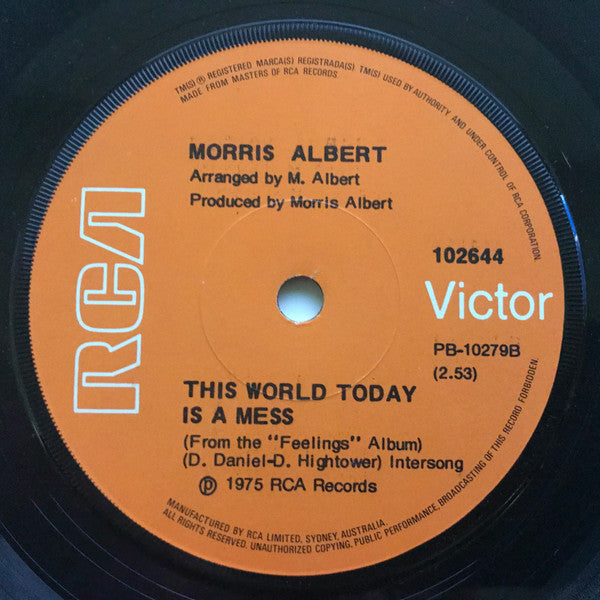 TM(S) ® REGISTERED MARCA(S) REGISTRADA(S) TM(S) USED BY AUTHORITY AND UNDER CONTROL OF RCA CORPORATION.
MADE FROM MASTERS OF RCA RECORDS
MORRIS ALBERT
Arranged by M. Albert
Produced by Morris Albert
RCA
102644
Victor
PB-10279B
(2.53)
THIS WORLD TODAY
IS A MESS
(From the "Feelings" Album)
(D. Daniel-D. Hightower) Intersong
℗ 1975 RCA Records
MANUFACTURED BY RCA LIMITED, SYDNEY, AUSTRALIA.
ALL RIGHTS RESERVED. UNAUTHORIZED COPYING, PUBLIC PERFORMANCE, BROADCASTING OF THIS RECORD FORBIDDEN.